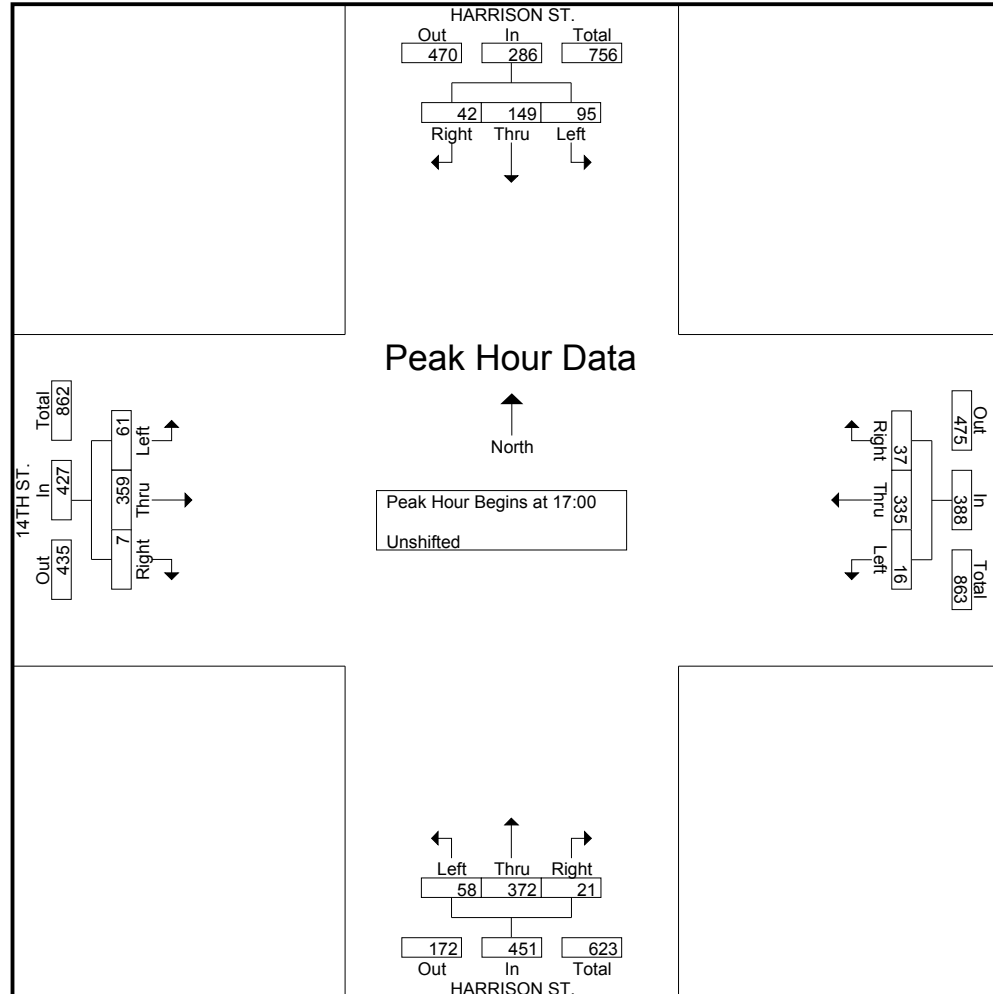 HARRISON ST.
Out In Total
470 286 756
42 149 95
Right Thru Left
Peak Hour Data
North
Peak Hour Begins at 17:00
Unshifted
14TH ST.
Total In Out
862 427 435
61 359 7
Left Thru Right
Right Thru Left
37 335 16
Out In Total
475 388 863
Left Thru Right
58 372 21
172 451 623
Out In Total
HARRISON ST.